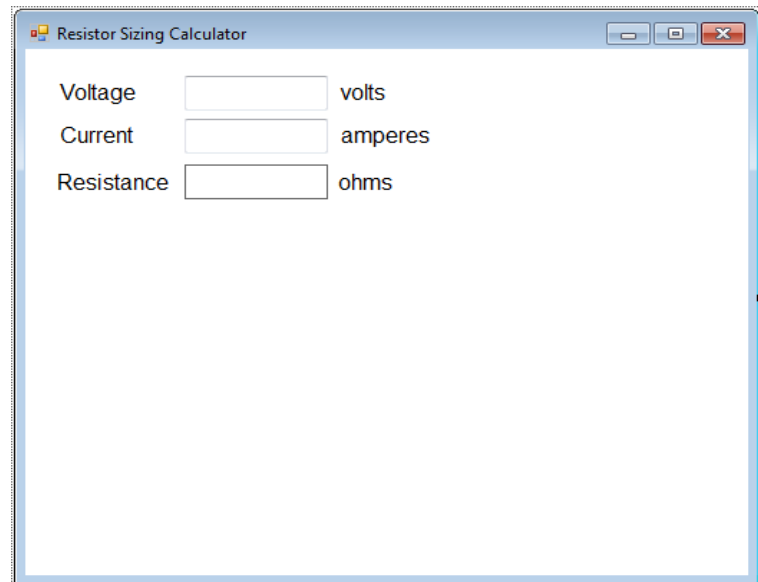 Resistor Sizing Calculator
Voltage volts
Current amperes
Resistance ohms